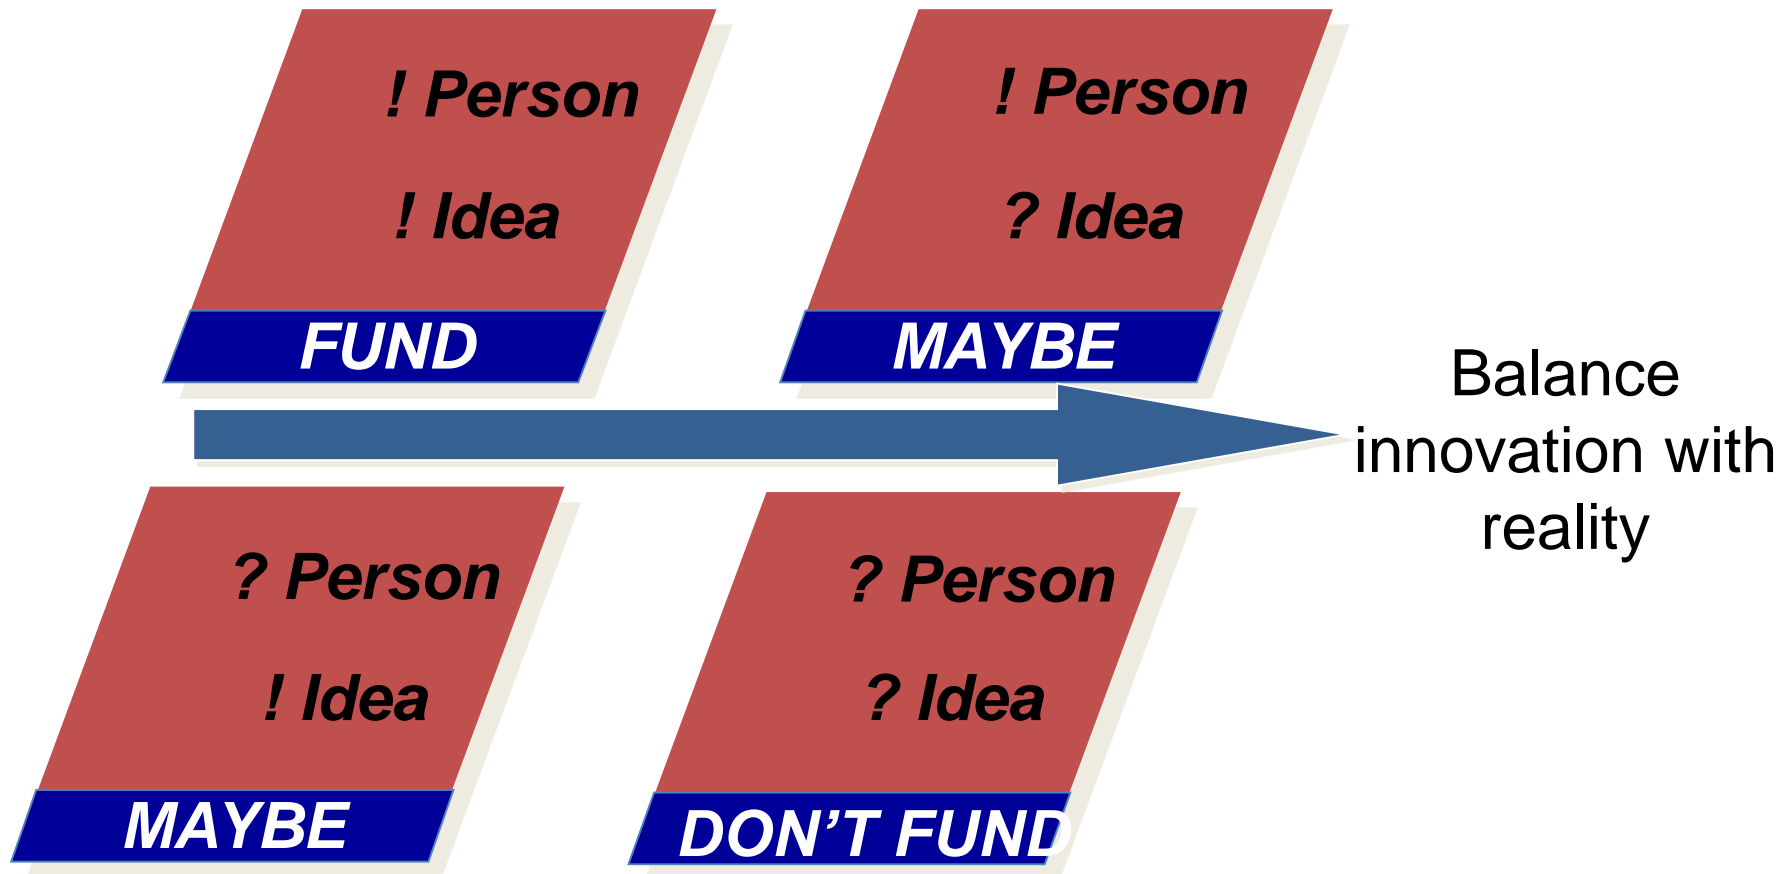 ! Person
! Idea
FUND
! Person
? Idea
MAYBE
? Person
! Idea
MAYBE
? Person
? Idea
DON’T FUND
Balance
innovation with
reality